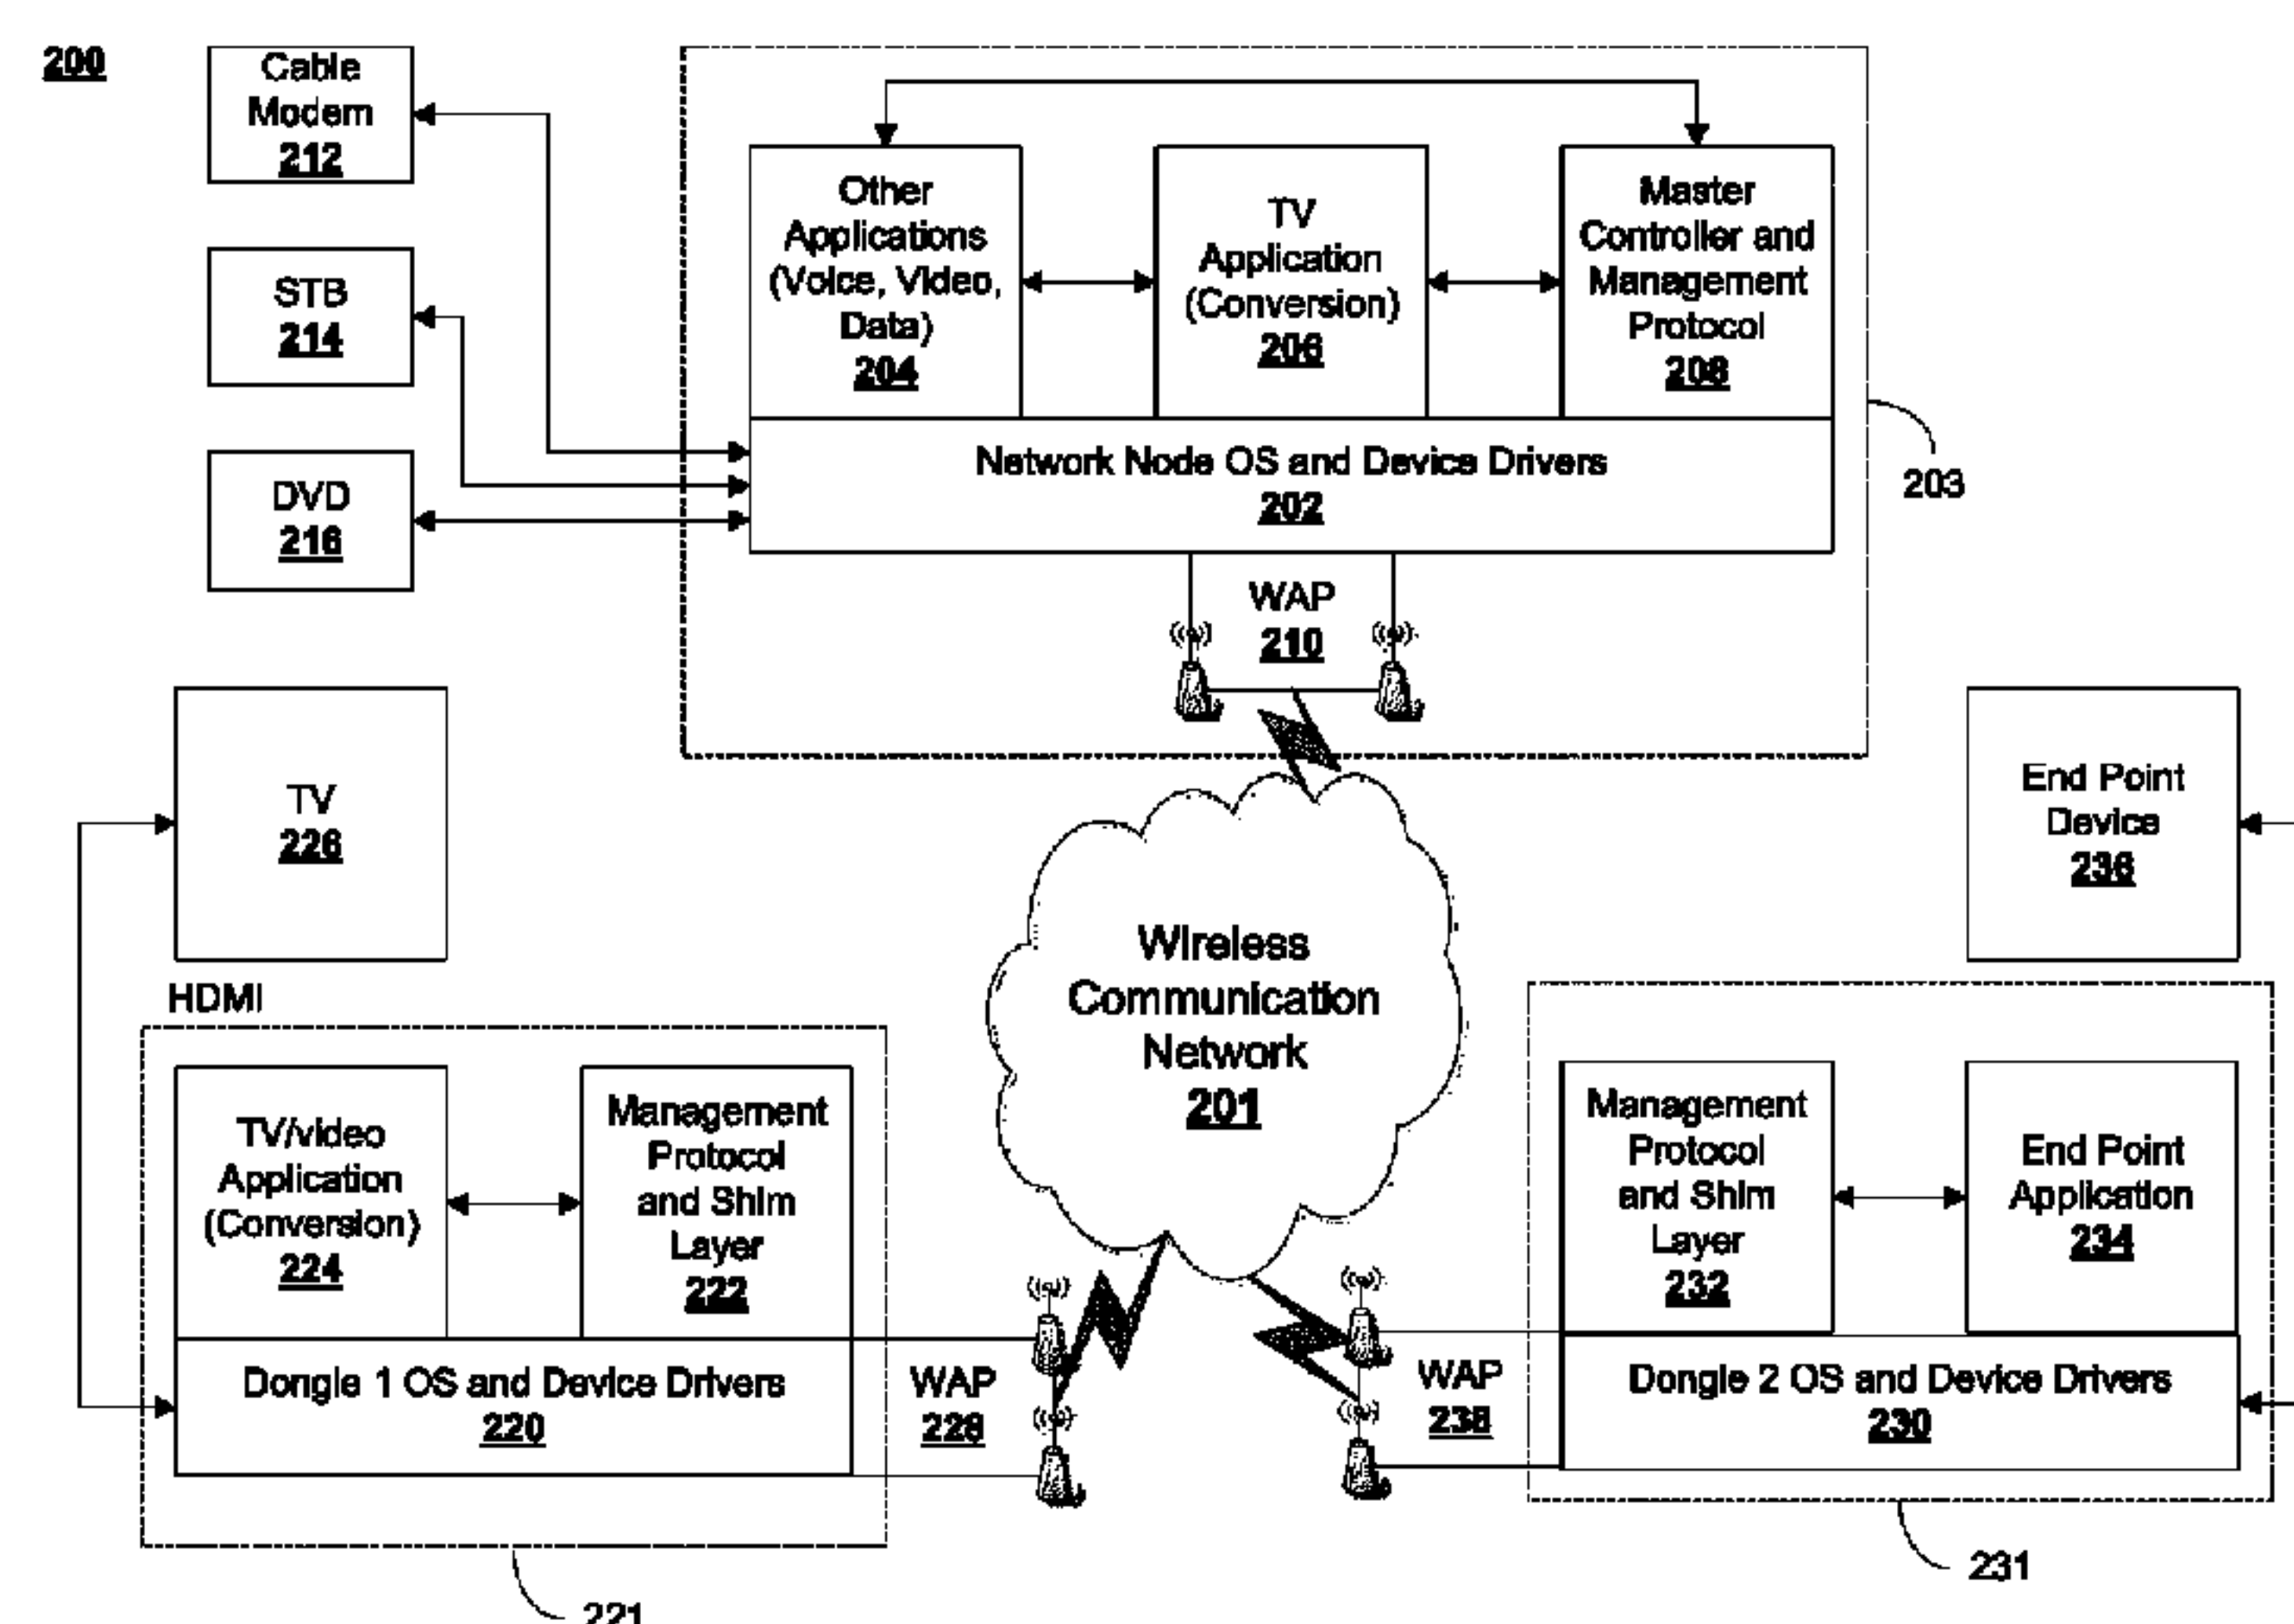 200
Cable
Modem
212
STB
214
DVD
216
Other
Applications
(Voice, Video,
Data)
204
TV
Application
(Conversion)
206
Master
Controller and
Management
Protocol
208
Network Node OS and Device Drivers
202
203
WAP
210
TV
226
HDMI
End Point
Device
236
Wireless
Communication
Network
201
TV/video
Application
(Conversion)
224
Management
Protocol
and Shim
Layer
222
Dongle 1 OS and Device Drivers
220
WAP
228
221
WAP
238
Management
Protocol
and Shim
Layer
232
End Point
Application
234
Dongle 2 OS and Device Drivers
230
231